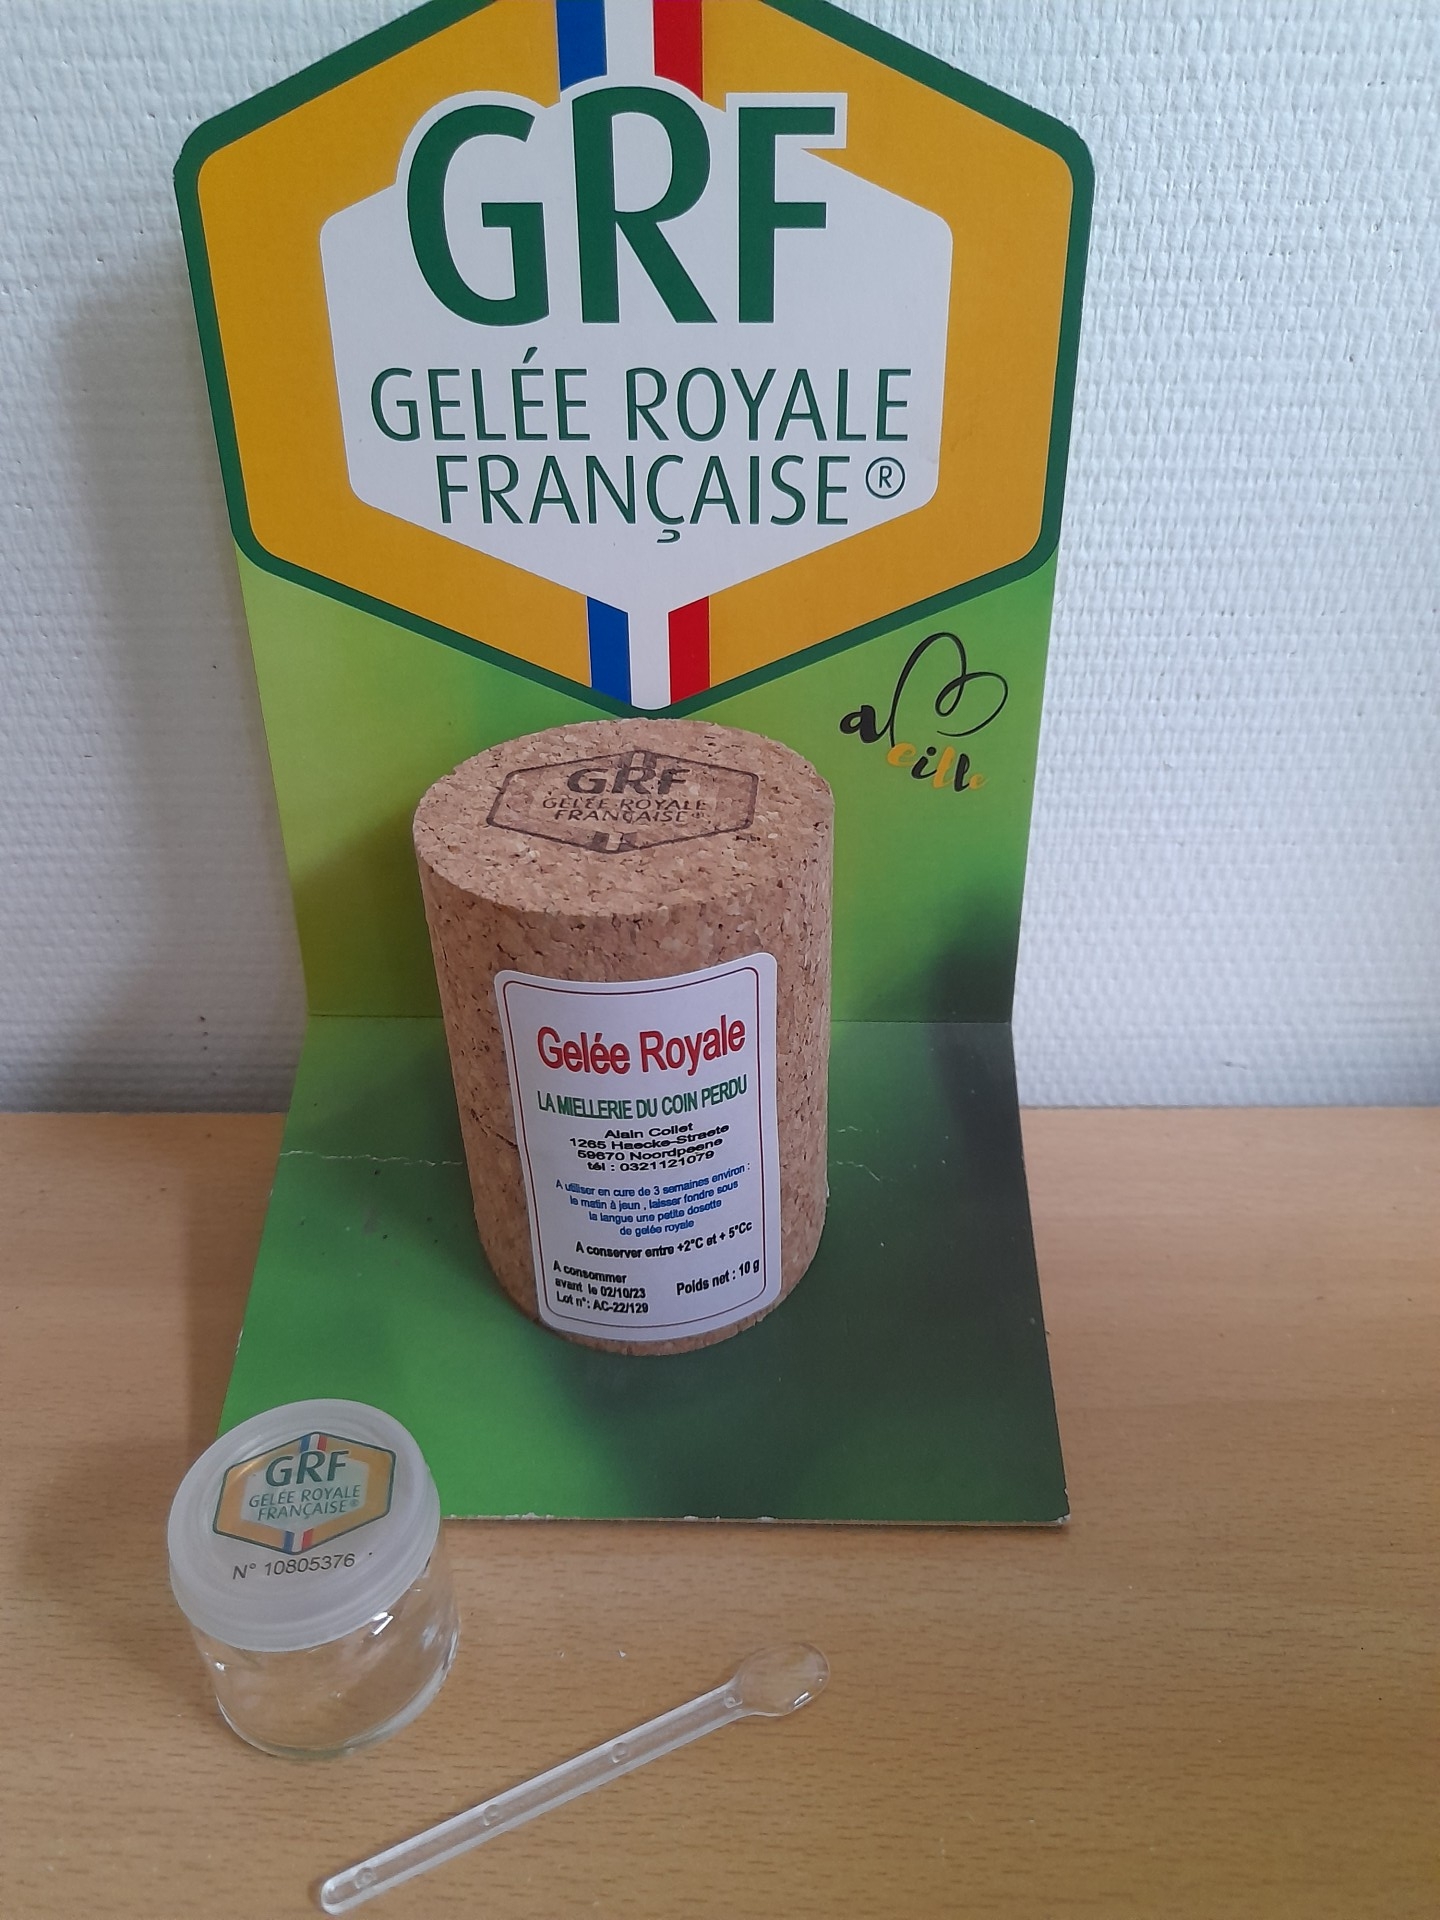 GRF
GELÉE ROYALE
FRANÇAISE®
abeille
GRF
GELÉE ROYALE
FRANÇAISE®
Gelée Royale
LA MIELLERIE DU COIN PERDU
Alain Collet
1265 Haecke-Straete
59670 Noordpeene
tél : 0321121079
A utiliser en cure de 3 semaines environ :
le matin à jeun , laisser fondre sous
la langue une petite dosette
de gelée royale
A conserver entre +2°C et + 5°Cc
A consommer
avant le 02/10/23
Lot n°: AC-22/129
Poids net : 10 g
GRF
GELÉE ROYALE
FRANÇAISE®
N° 10805376